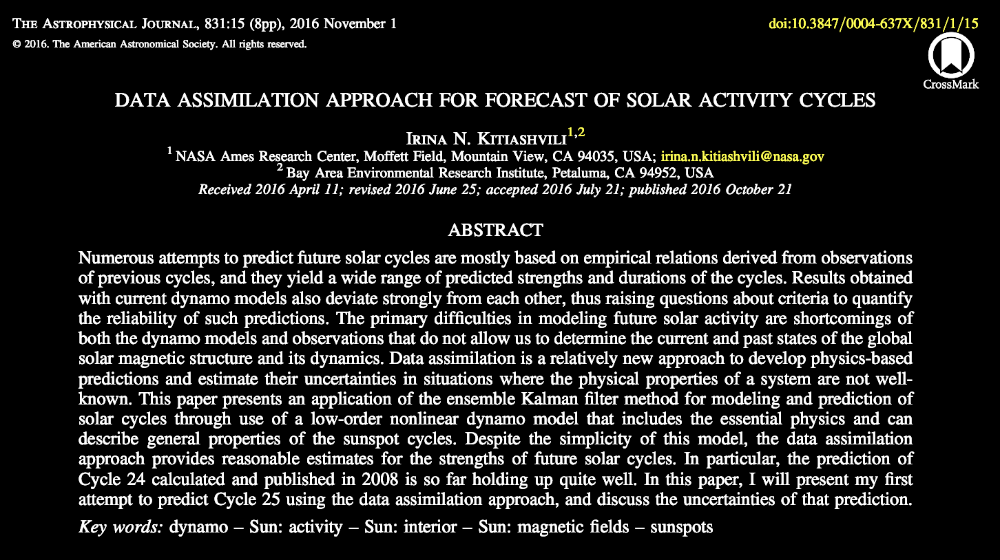 THE ASTROPHYSICAL JOURNAL, 831:15 (8pp), 2016 November 1
doi:10.3847/0004-637X/831/1/15
© 2016. The American Astronomical Society. All rights reserved.
CrossMark
DATA ASSIMILATION APPROACH FOR FORECAST OF SOLAR ACTIVITY CYCLES
IRINA N. KITIASHVILI1,2
1 NASA Ames Research Center, Moffett Field, Mountain View, CA 94035, USA; irina.n.kitiashvili@nasa.gov
2 Bay Area Environmental Research Institute, Petaluma, CA 94952, USA
Received 2016 April 11; revised 2016 June 25; accepted 2016 July 21; published 2016 October 21
ABSTRACT
Numerous attempts to predict future solar cycles are mostly based on empirical relations derived from observations
of previous cycles, and they yield a wide range of predicted strengths and durations of the cycles. Results obtained
with current dynamo models also deviate strongly from each other, thus raising questions about criteria to quantify
the reliability of such predictions. The primary difficulties in modeling future solar activity are shortcomings of
both the dynamo models and observations that do not allow us to determine the current and past states of the global
solar magnetic structure and its dynamics. Data assimilation is a relatively new approach to develop physics-based
predictions and estimate their uncertainties in situations where the physical properties of a system are not well-
known. This paper presents an application of the ensemble Kalman filter method for modeling and prediction of
solar cycles through use of a low-order nonlinear dynamo model that includes the essential physics and can
describe general properties of the sunspot cycles. Despite the simplicity of this model, the data assimilation
approach provides reasonable estimates for the strengths of future solar cycles. In particular, the prediction of
Cycle 24 calculated and published in 2008 is so far holding up quite well. In this paper, I will present my first
attempt to predict Cycle 25 using the data assimilation approach, and discuss the uncertainties of that prediction.
Key words: dynamo – Sun: activity – Sun: interior – Sun: magnetic fields – sunspots